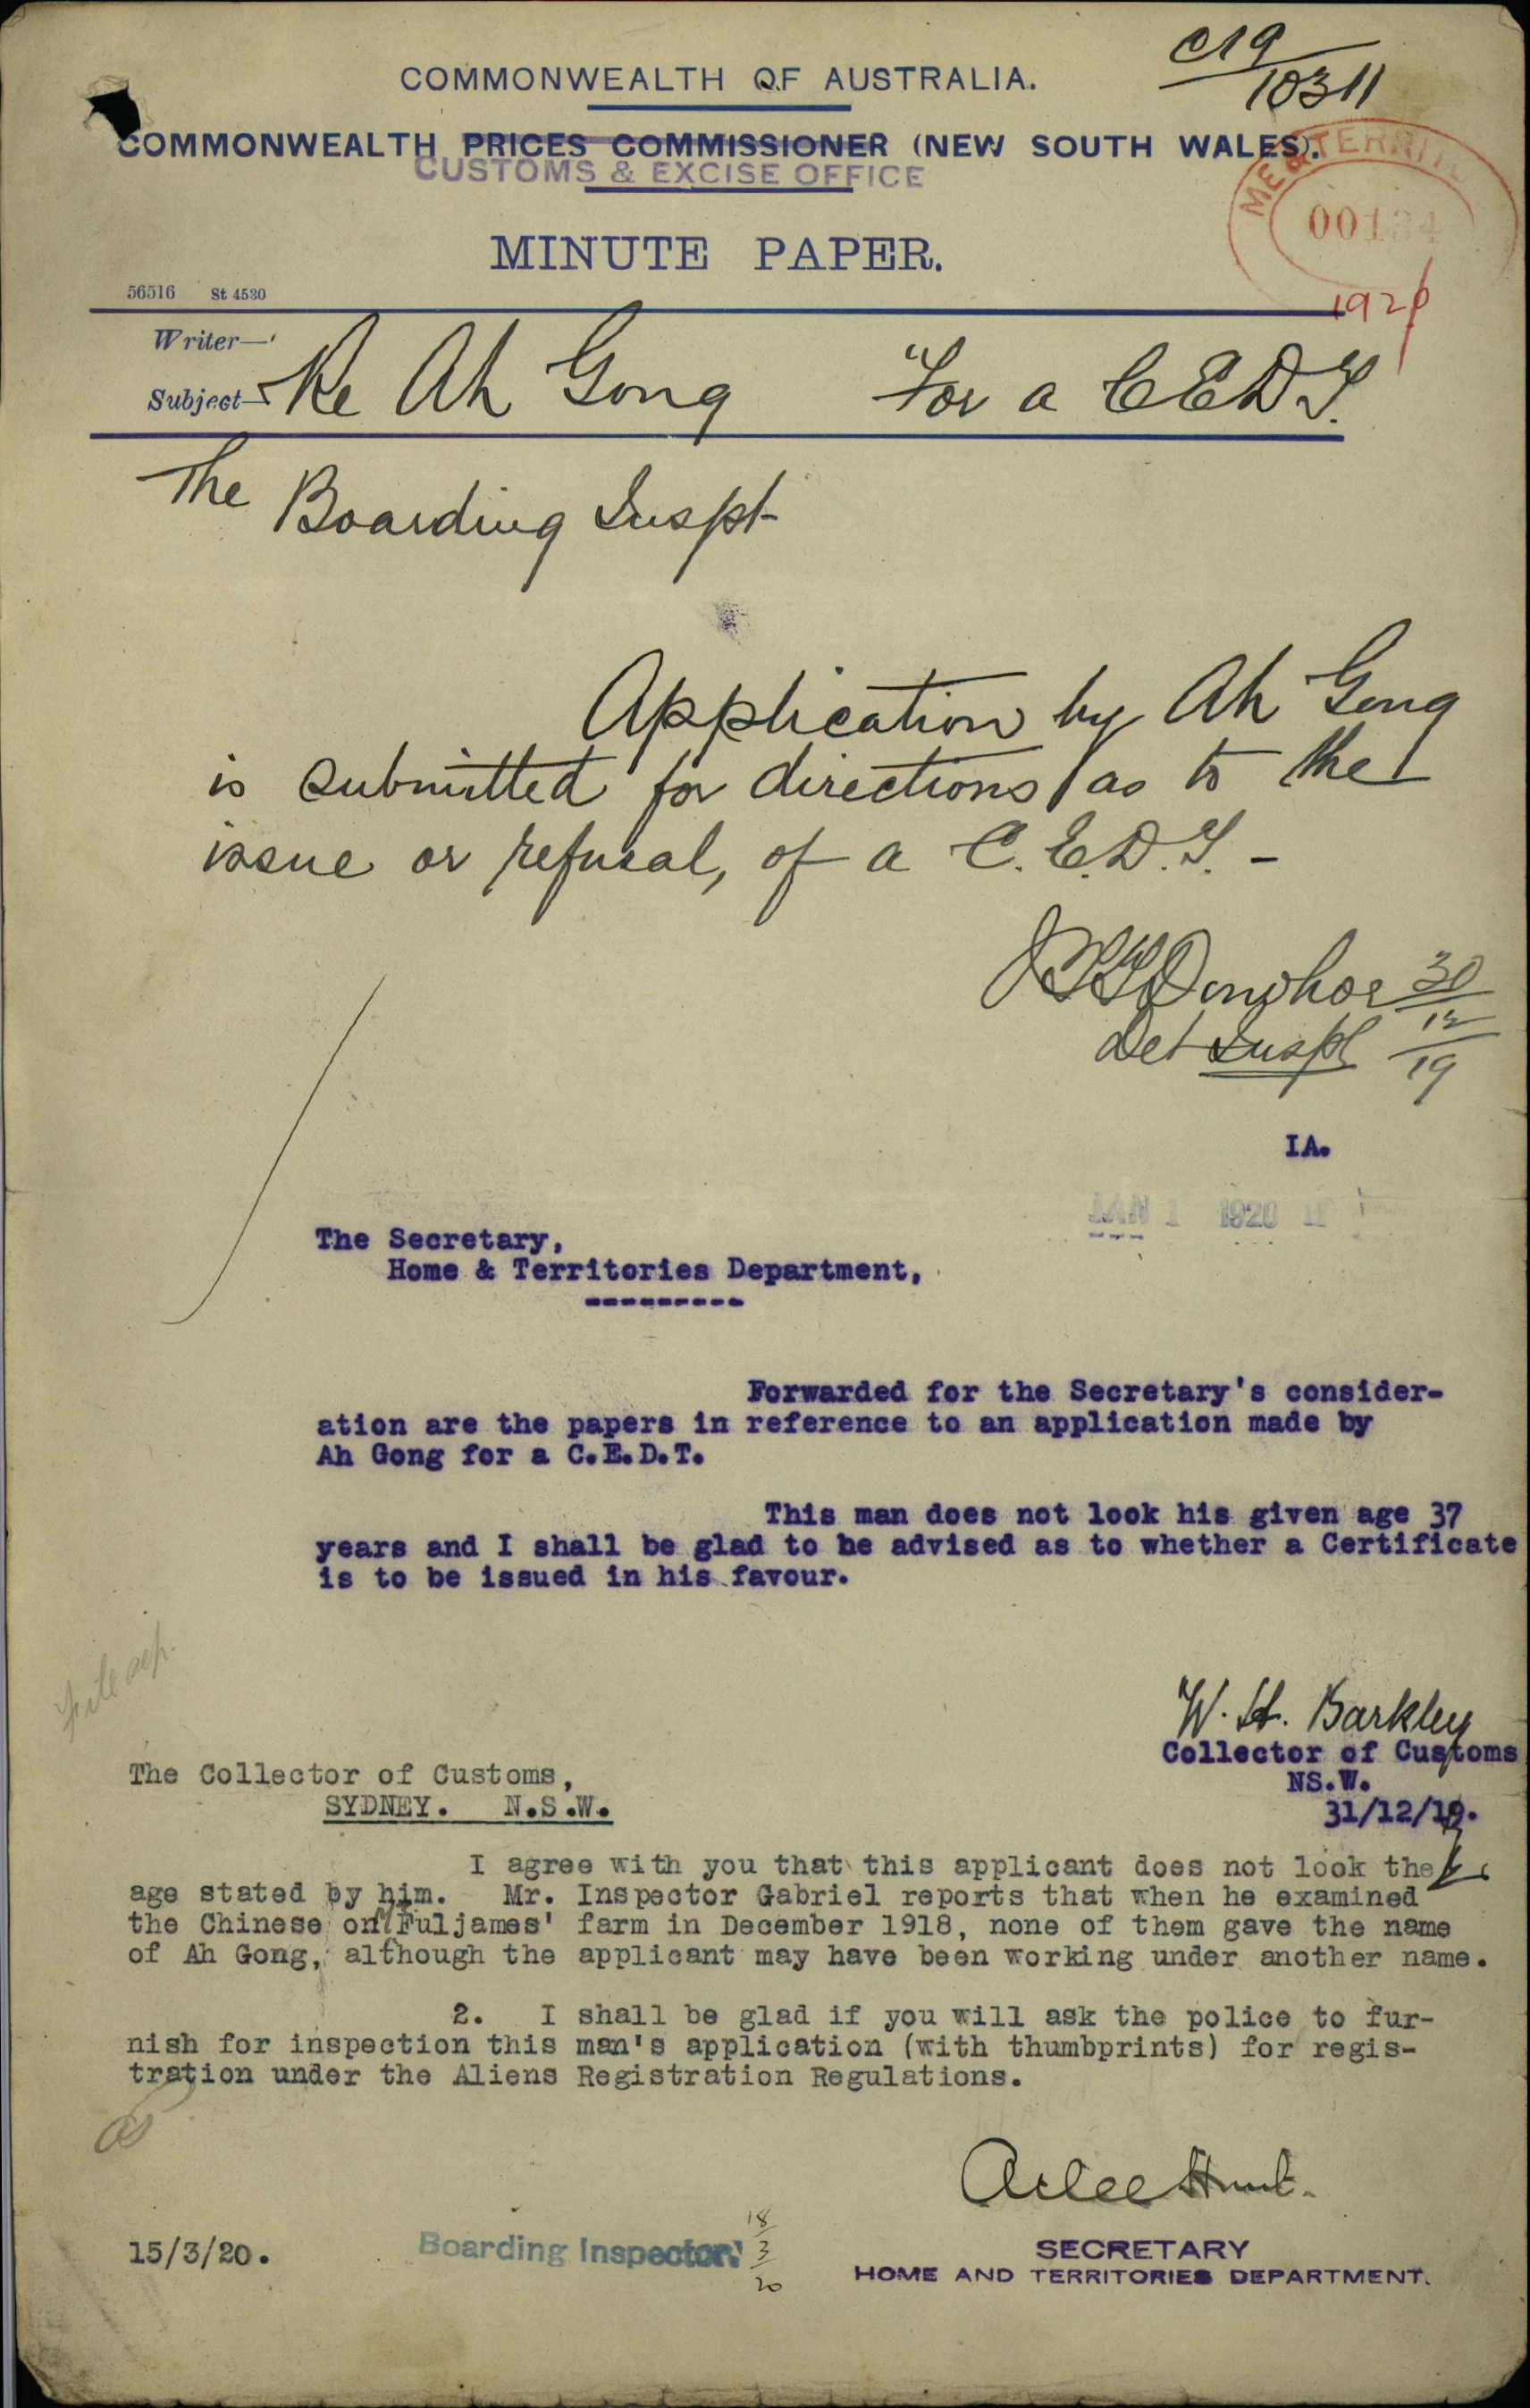 C19
10311
COMMONWEALTH OF AUSTRALIA.
COMMONWEALTH PRICES COMMISSIONER (NEW SOUTH WALES).
CUSTOMS & EXCISE OFFICE
ME & TERRIT
00134
1920
MINUTE PAPER.
56516 St 4530
Writer—
Subject— Re Ah Gong For a C E D T.
The Boarding Inspt
Application by Ah Gong
is submitted for directions as to the
issue or refusal, of a C.E.D.T. -
Donohoe 30/12/19
Det Inspt
IA.
JAN 1 1920
The Secretary,
Home & Territories Department,
---------
Forwarded for the Secretary's consider-
ation are the papers in reference to an application made by
Ah Gong for a C.E.D.T.
This man does not look his given age 37
years and I shall be glad to be advised as to whether a Certificate
is to be issued in his favour.
W. H. Barkley
Collector of Customs
NS.W.
31/12/19.
The Collector of Customs,
SYDNEY. N.S.W.
I agree with you that this applicant does not look the
age stated by him. Mr. Inspector Gabriel reports that when he examined
the Chinese on Fuljames' farm in December 1918, none of them gave the name
of Ah Gong, although the applicant may have been working under another name.
2. I shall be glad if you will ask the police to fur-
nish for inspection this man's application (with thumbprints) for regis-
tration under the Aliens Registration Regulations.
Atlee Hunt.
15/3/20.
Boarding Inspector. 18/3/20
SECRETARY
HOME AND TERRITORIES DEPARTMENT.